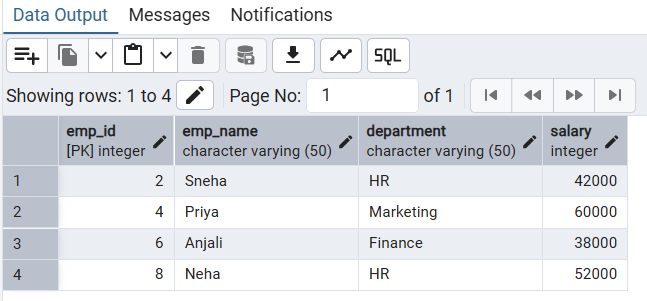 Data Output Messages Notifications
SQL
Showing rows: 1 to 4 Page No: 1 of 1
emp_id emp_name department salary
[PK] integer character varying (50) character varying (50) integer
1 2 Sneha HR 42000
2 4 Priya Marketing 60000
3 6 Anjali Finance 38000
4 8 Neha HR 52000